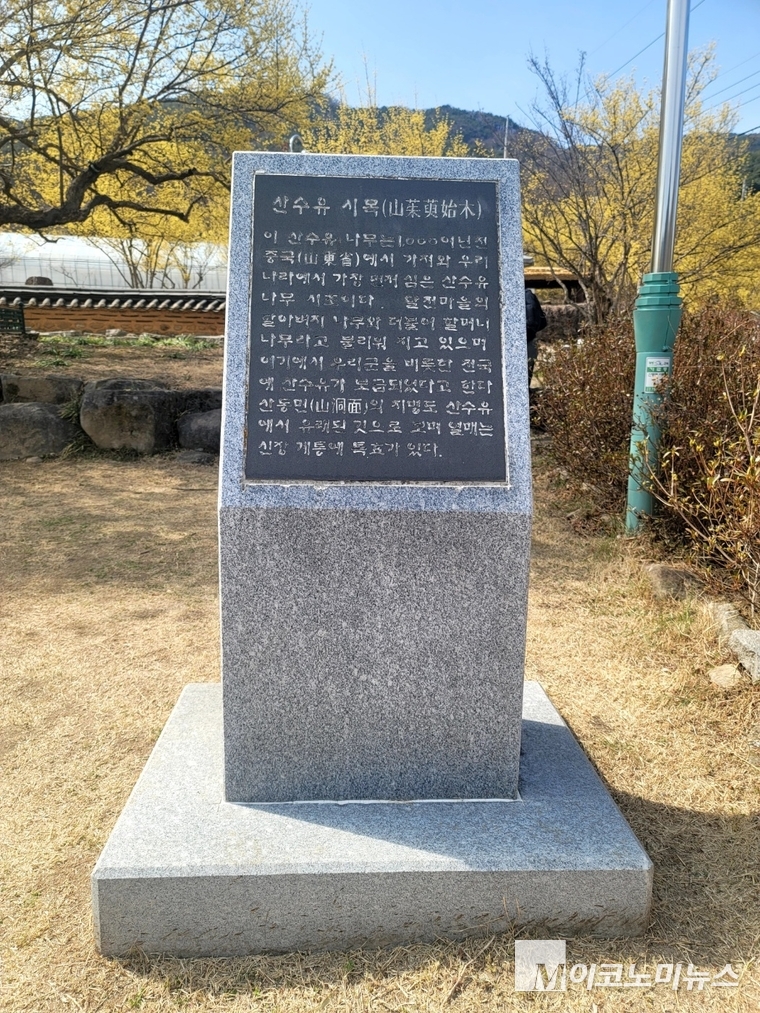 산수유 시목(山茱萸始木)
이 산수유 나무는 1,000여년전
중국(山東省)에서 가져와 우리
나라에서 가장 먼저 심은 산수유
나무 시조이다. 달전마을의
할아버지 나무와 더불어 할머니
나무라고 불리워 지고 있으며
여기에서 우리군을 비롯한 전국
에 산수유가 보급되었다고 한다
산동면(山洞面)의 지명도 산수유
에서 유래된 것으로 보며 열매는
신장 계통에 특효가 있다.
M이코노미뉴스